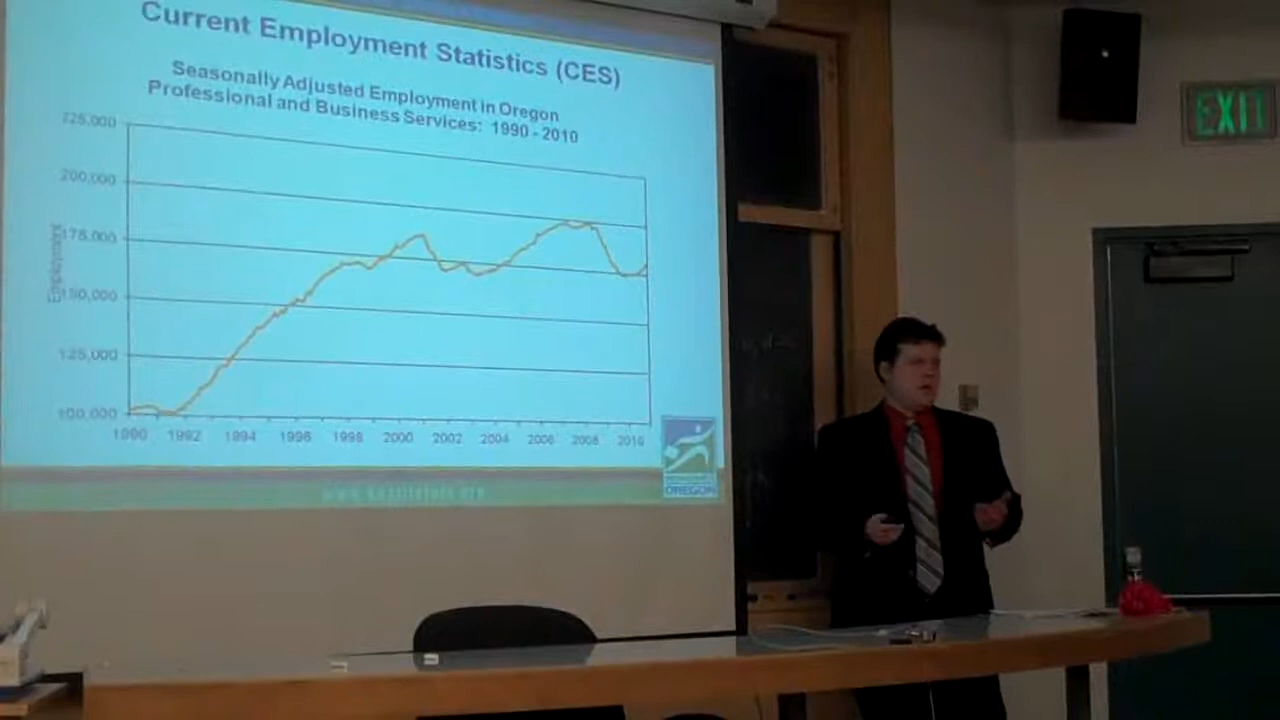 Current Employment Statistics (CES)
Seasonally Adjusted Employment in Oregon
Professional and Business Services: 1990 - 2010
225,000
200,000
175,000
150,000
125,000
100,000
Employment
1990 1992 1994 1996 1998 2000 2002 2004 2006 2008 2010
OREGON
EXIT